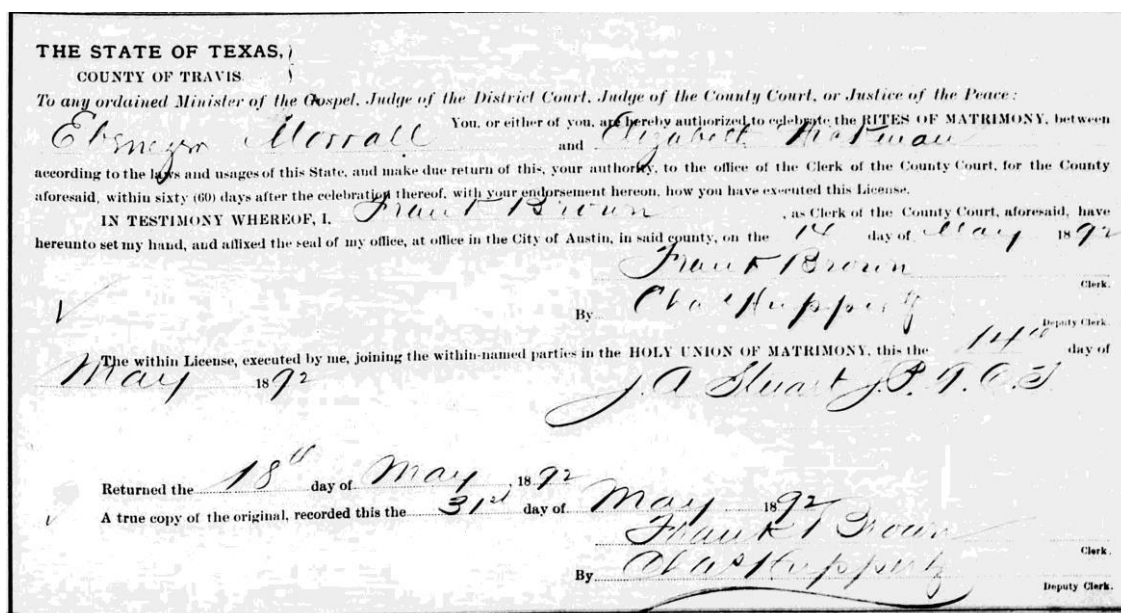 THE STATE OF TEXAS,
COUNTY OF TRAVIS
To any ordained Minister of the Gospel, Judge of the District Court, Judge of the County Court, or Justice of the Peace:
You, or either of you, are hereby authorized to celebrate the RITES OF MATRIMONY, between
Ebenezer Morrall and Elizabeth
according to the laws and usages of this State, and make due return of this, your authority, to the office of the Clerk of the County Court, for the County
aforesaid, within sixty (60) days after the celebration thereof, with your endorsement hereon, how you have executed this License.
IN TESTIMONY WHEREOF, I, Frank Brown, as Clerk of the County Court, aforesaid, have
hereunto set my hand, and affixed the seal of my office, at office in the City of Austin, in said county, on the 14 day of May 1892
Frank Brown
Clerk.
By Chas Huppertz
Deputy Clerk.
The within License, executed by me, joining the within-named parties in the HOLY UNION OF MATRIMONY, this the 14th day of
May 1892
J. A. Stuart J. P. T. C. T.
Returned the 18th day of May, 1892
A true copy of the original, recorded this the 31st day of May 1892
Frank Brown
Clerk.
By Chas Huppertz
Deputy Clerk.